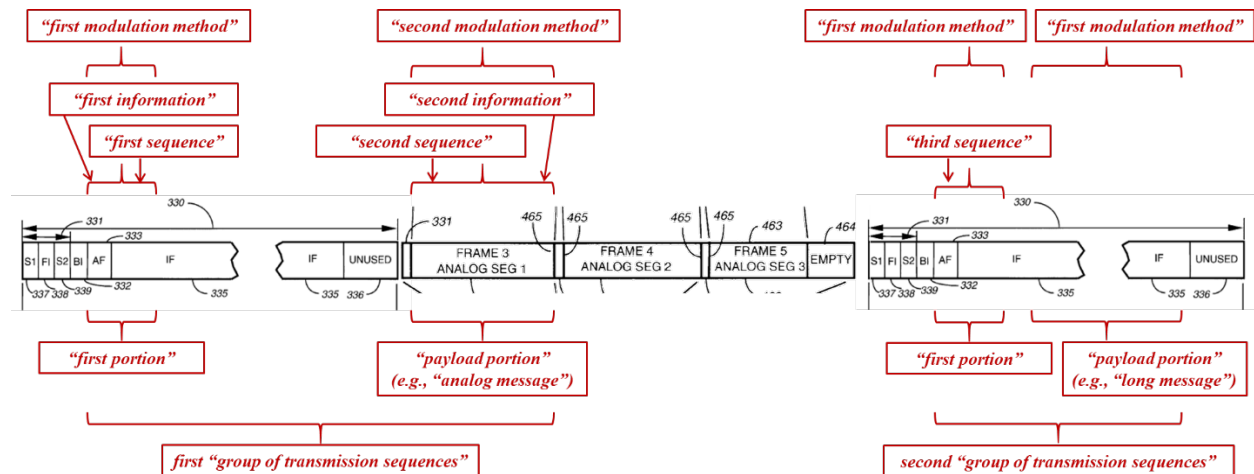 “first modulation method”
“second modulation method”
“first modulation method”
“first modulation method”
“first information”
“second information”
“first sequence”
“second sequence”
“third sequence”
330
331
333
331
465
465
465
463
464
330
331
333
S1
FI
S2
BI
AF
IF
IF
UNUSED
FRAME 3
ANALOG SEG 1
FRAME 4
ANALOG SEG 2
FRAME 5
ANALOG SEG 3
EMPTY
S1
FI
S2
BI
AF
IF
IF
UNUSED
337
338
339
332
335
335
336
337
338
339
332
335
335
336
“first portion”
“payload portion”
(e.g., “analog message”)
“first portion”
“payload portion”
(e.g., “long message”)
first “group of transmission sequences”
second “group of transmission sequences”